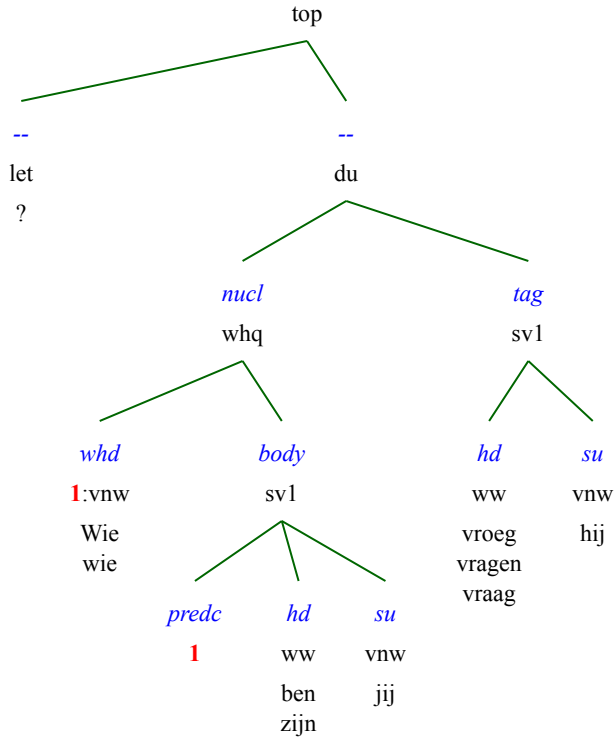 top
-- --
let du
?
nucl tag
whq sv1
whd body hd su
1:vnw sv1 ww vnw
Wie vroeg hij
wie vragen
vraag
predc hd su
1 ww vnw
ben jij
zijn